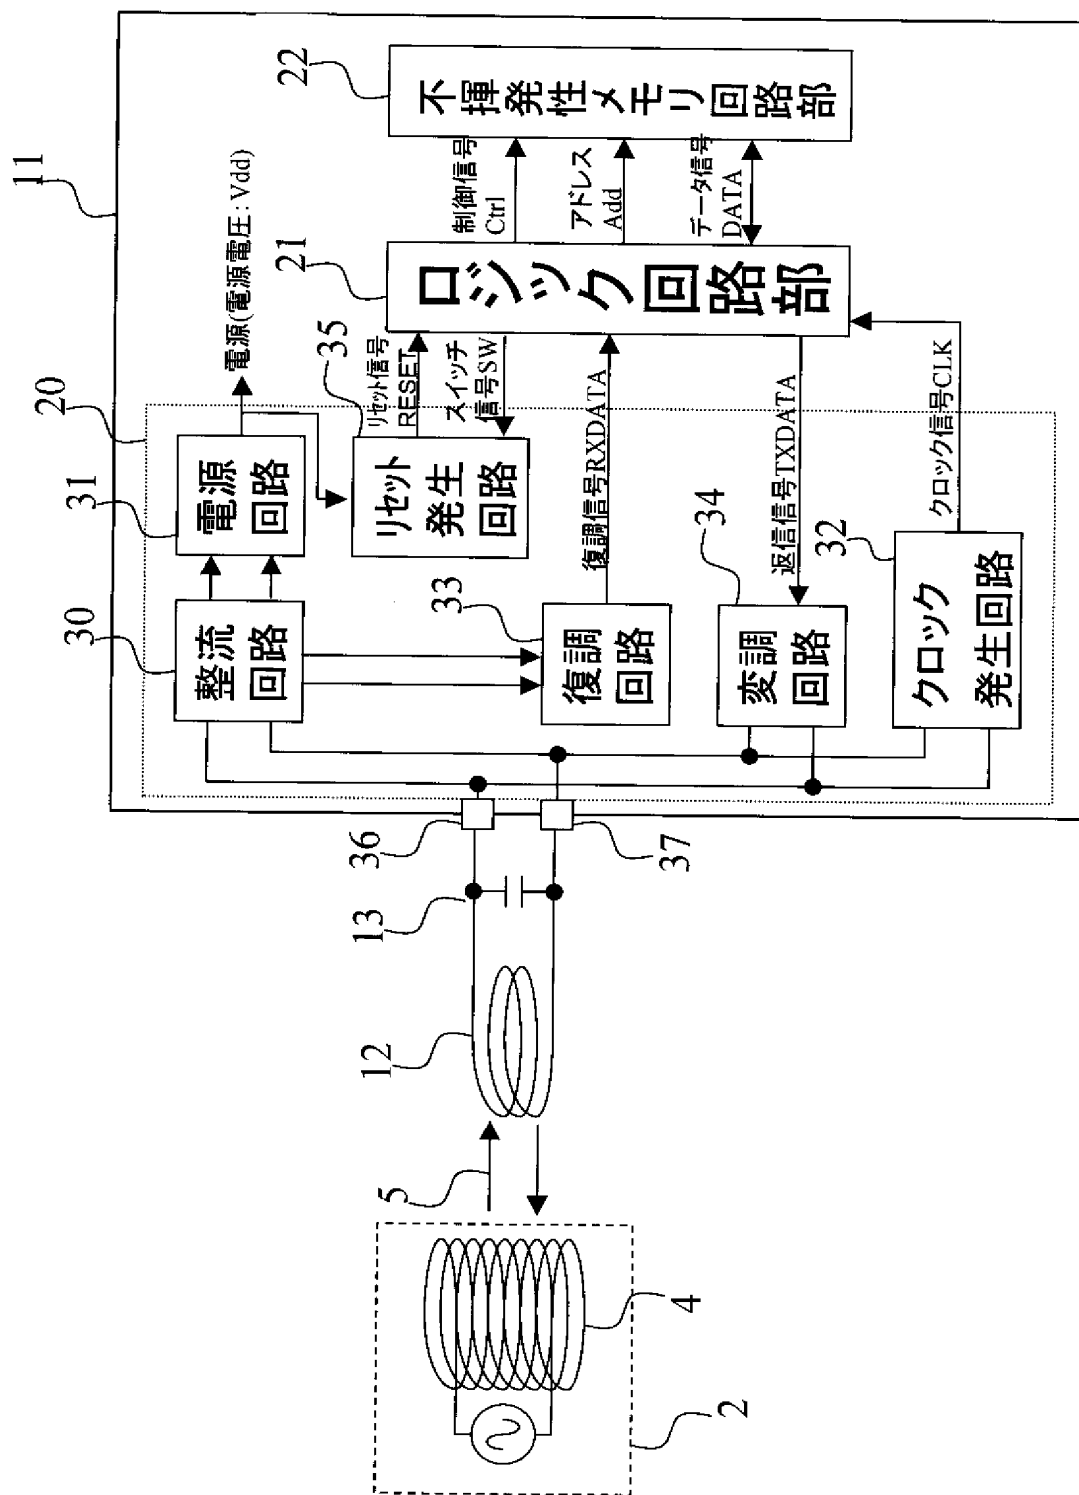 11
20
電源(電源電圧: Vdd)
30
整流
回路
31
電源
回路
35
リセット
発生
回路
リセット信号
RESET
スイッチ
信号SW
21
ロジック回路部
22
不揮発性メモリ回路部
制御信号
Ctrl
アドレス
Add
データ信号
DATA
33
復調
回路
復調信号RXDATA
34
変調
回路
返信信号TXDATA
32
クロック
発生回路
クロック信号CLK
36
37
13
12
5
4
2